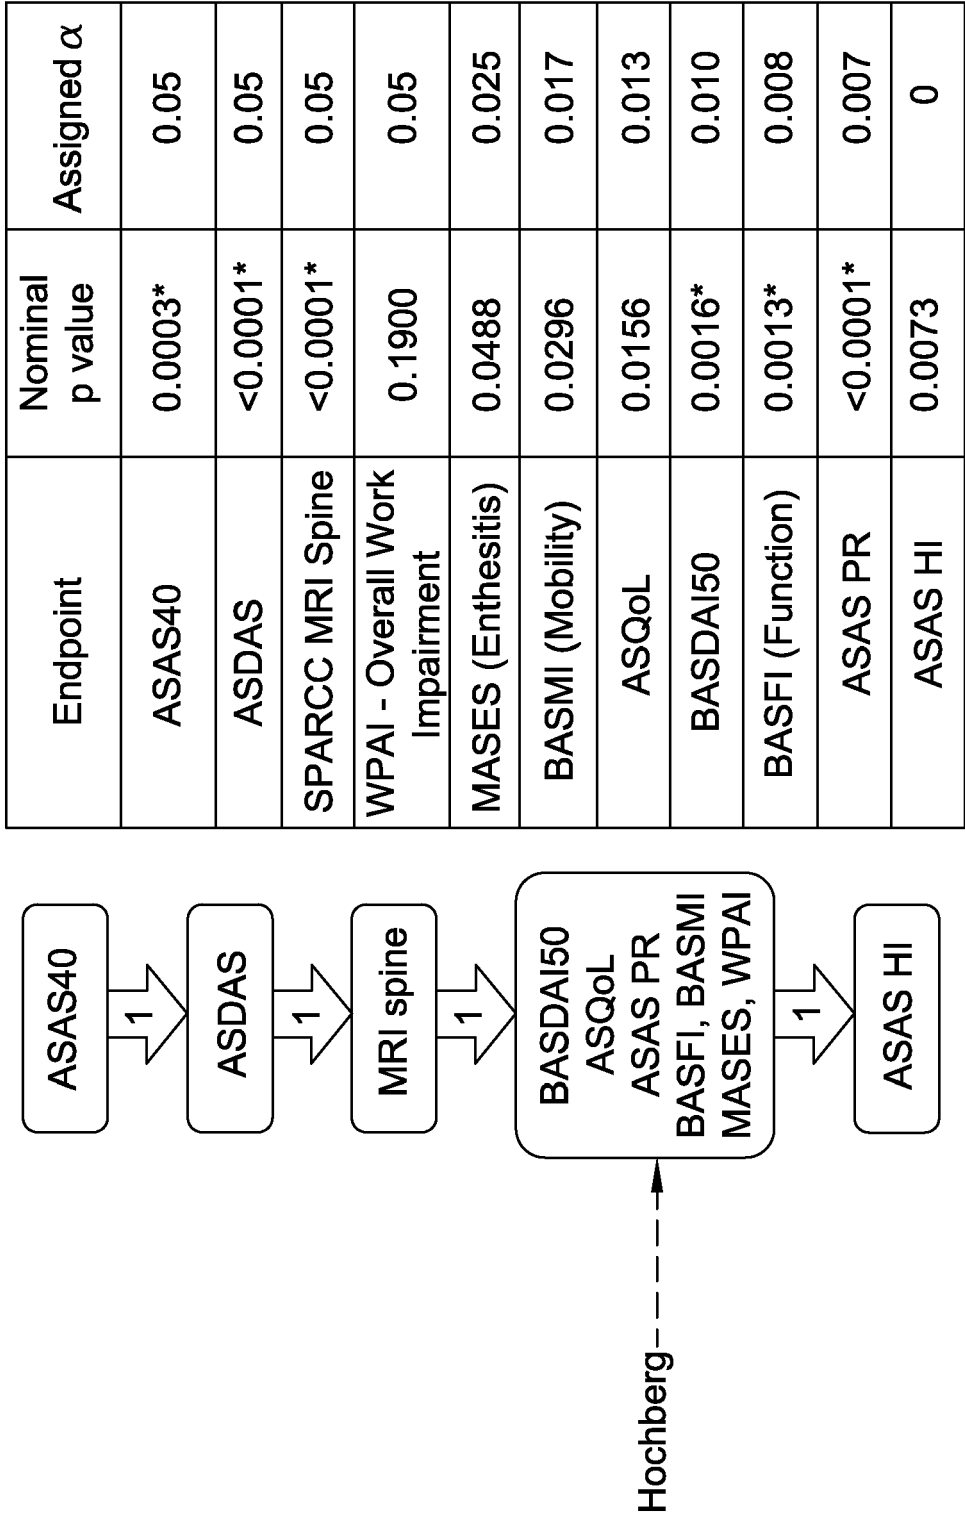 ASAS40
1
ASDAS
1
MRI spine
1
Hochberg
BASDAI50
ASQoL
ASAS PR
BASFI, BASMI
MASES, WPAI
1
ASAS HI
Endpoint Nominal p value Assigned α
ASAS40 0.0003* 0.05
ASDAS <0.0001* 0.05
SPARCC MRI Spine <0.0001* 0.05
WPAI - Overall Work
Impairment 0.1900 0.05
MASES (Enthesitis) 0.0488 0.025
BASMI (Mobility) 0.0296 0.017
ASQoL 0.0156 0.013
BASDAI50 0.0016* 0.010
BASFI (Function) 0.0013* 0.008
ASAS PR <0.0001* 0.007
ASAS HI 0.0073 0